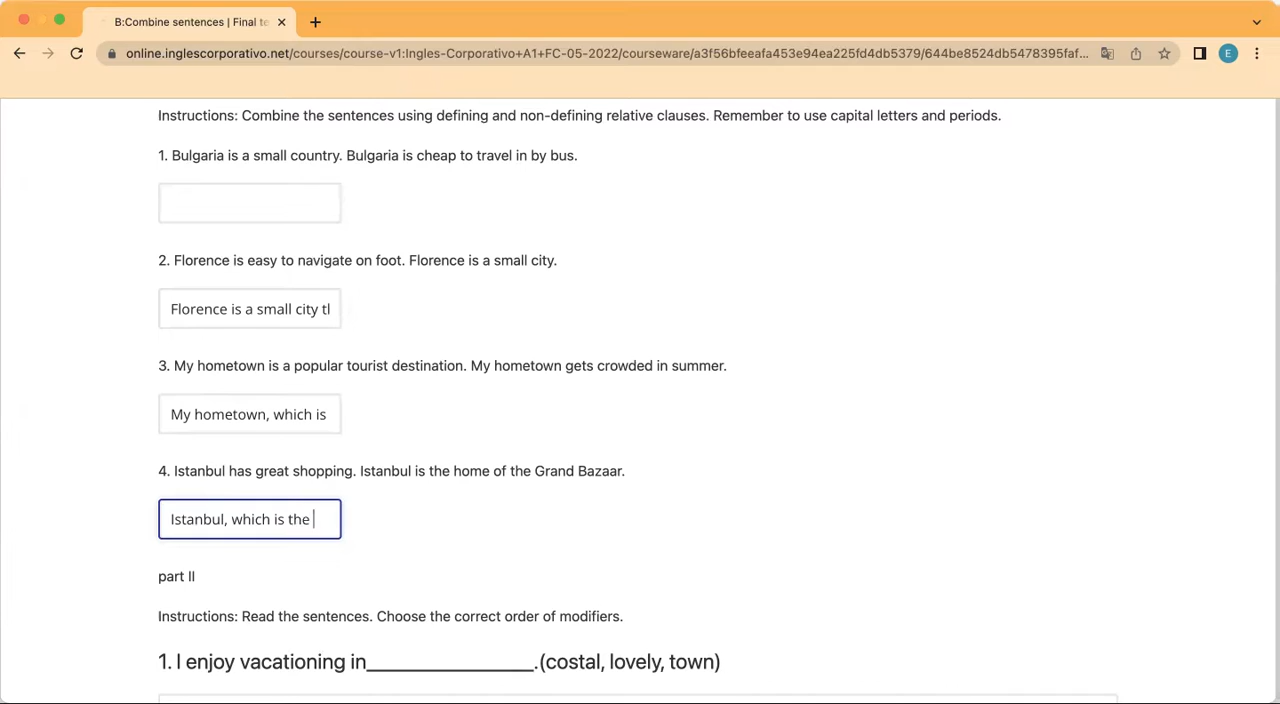 B:Combine sentences | Final te
online.inglescorporativo.net/courses/course-v1:Ingles-Corporativo+A1+FC-05-2022/courseware/a3f56bfeeafa453e94ea225fd4db5379/644be8524db5478395faf...
E
Instructions: Combine the sentences using defining and non-defining relative clauses. Remember to use capital letters and periods.
1. Bulgaria is a small country. Bulgaria is cheap to travel in by bus.
2. Florence is easy to navigate on foot. Florence is a small city.
Florence is a small city tl
3. My hometown is a popular tourist destination. My hometown gets crowded in summer.
My hometown, which is
4. Istanbul has great shopping. Istanbul is the home of the Grand Bazaar.
Istanbul, which is the
part II
Instructions: Read the sentences. Choose the correct order of modifiers.
1. I enjoy vacationing in_________________.(costal, lovely, town)